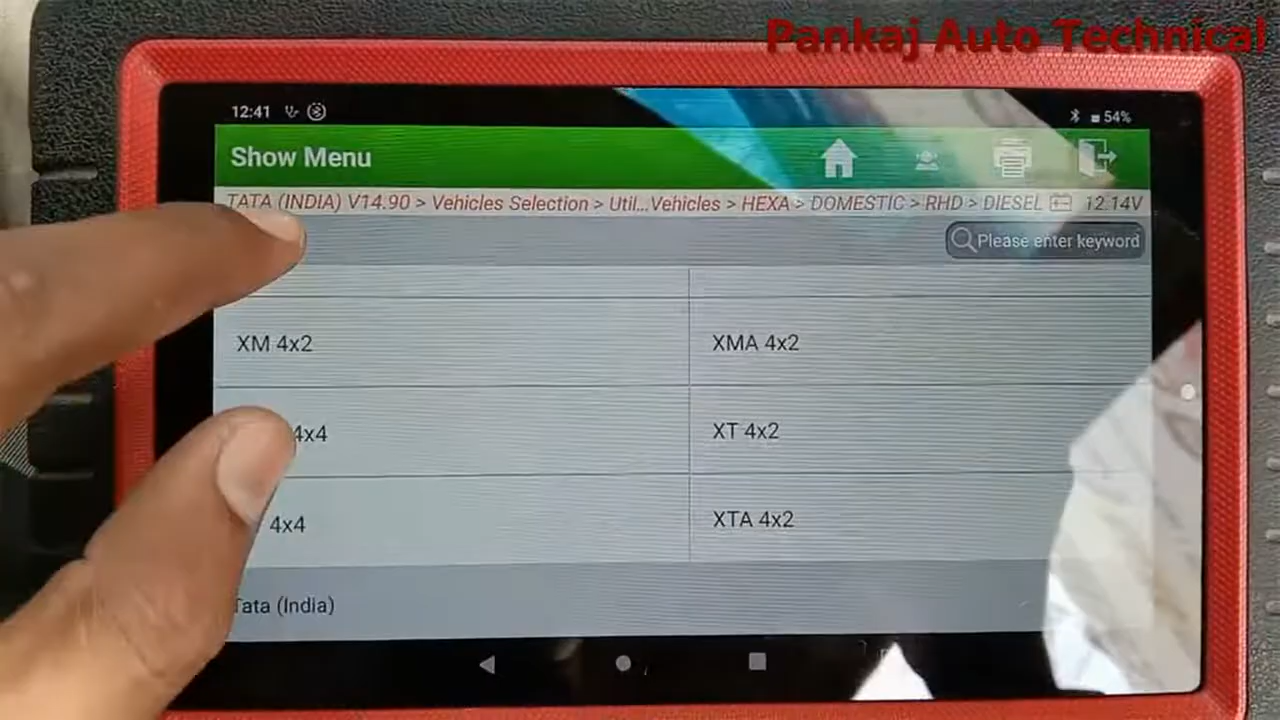 Pankaj Auto Technical
12:41
54%
Show Menu
TATA (INDIA) V14.90 > Vehicles Selection > Util...Vehicles > HEXA > DOMESTIC > RHD > DIESEL 12.14V
Please enter keyword
XM 4x2 XMA 4x2
4x4 XT 4x2
4x4 XTA 4x2
Tata (India)